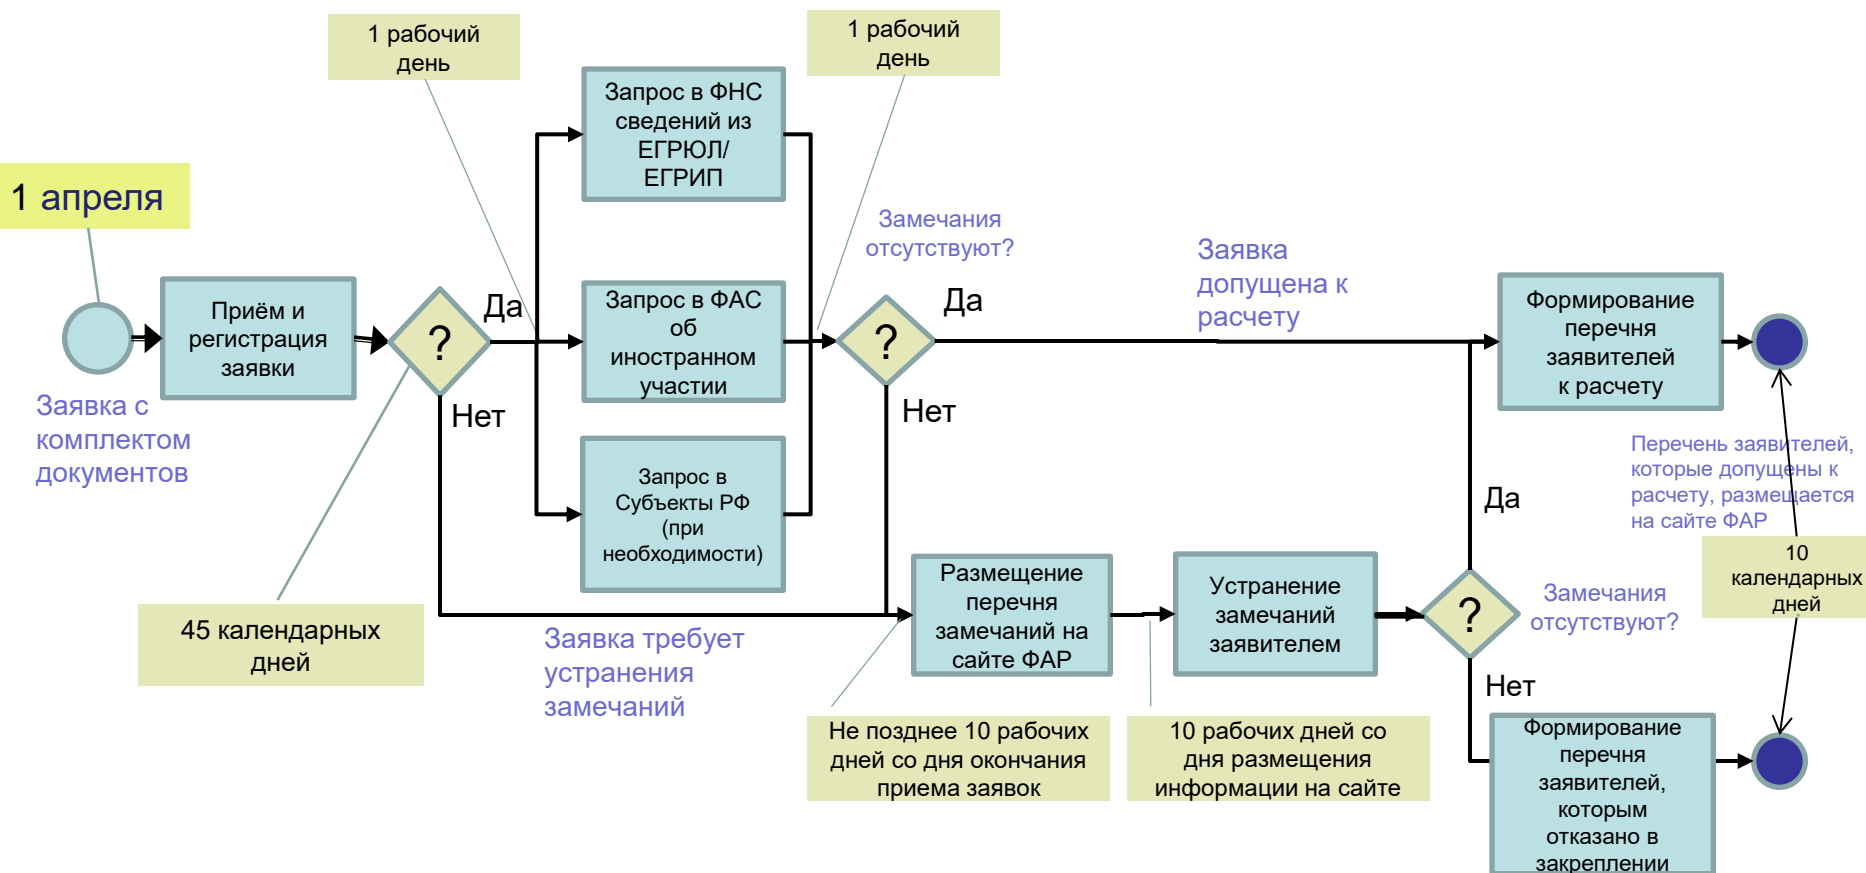 1 рабочий
день
1 рабочий
день
Запрос в ФНС
сведений из
ЕГРЮЛ/
ЕГРИП
1 апреля
Замечания
отсутствуют?
Заявка
допущена к
расчету
Приём и
регистрация
заявки
?
Да
Запрос в ФАС
об
иностранном
участии
?
Да
Формирование
перечня
заявителей
к расчету
Заявка с
комплектом
документов
Нет
Нет
Запрос в
Субъекты РФ
(при
необходимости)
Перечень заявителей,
которые допущены к
расчету, размещается
на сайте ФАР
Да
10
календарных
дней
Размещение
перечня
замечаний на
сайте ФАР
Устранение
замечаний
заявителем
?
Замечания
отсутствуют?
45 календарных
дней
Заявка требует
устранения
замечаний
Нет
Не позднее 10 рабочих
дней со дня окончания
приема заявок
10 рабочих дней со
дня размещения
информации на сайте
Формирование
перечня
заявителей,
которым
отказано в
закреплении